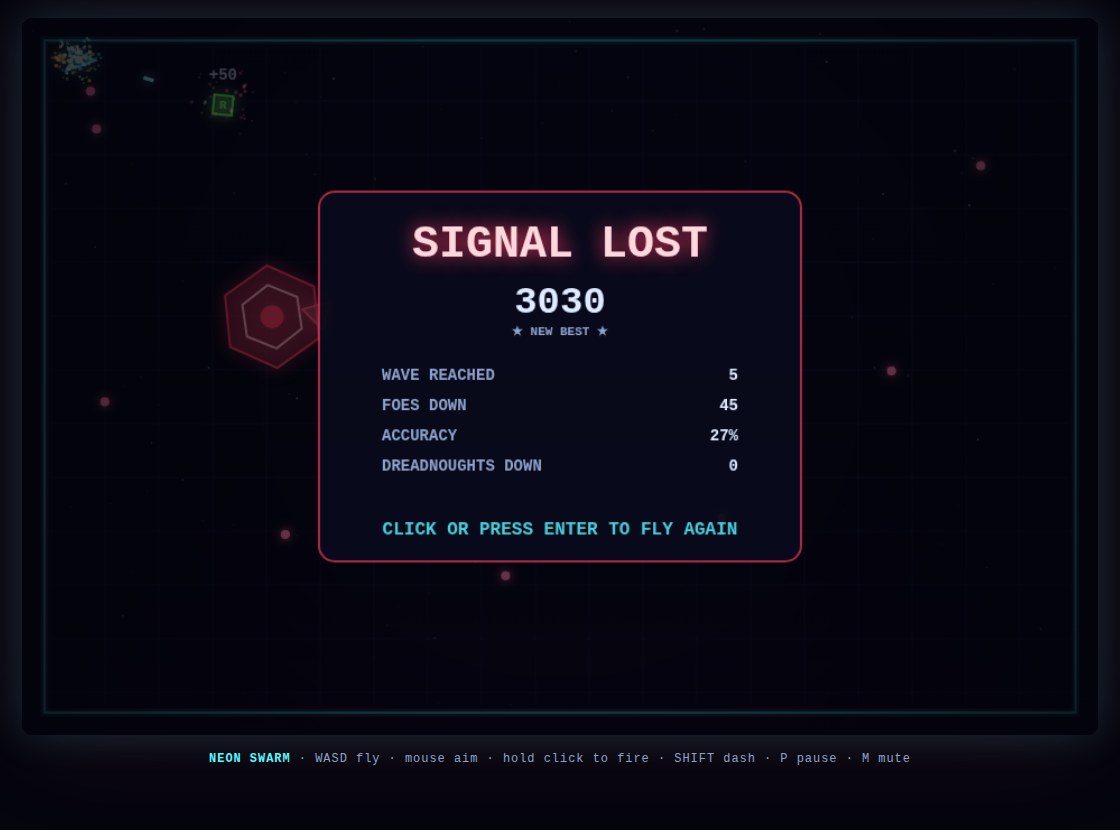 +50
R
SIGNAL LOST
3030
★ NEW BEST ★
WAVE REACHED 5
FOES DOWN 45
ACCURACY 27%
DREADNOUGHTS DOWN 0
CLICK OR PRESS ENTER TO FLY AGAIN
NEON SWARM · WASD fly · mouse aim · hold click to fire · SHIFT dash · P pause · M mute